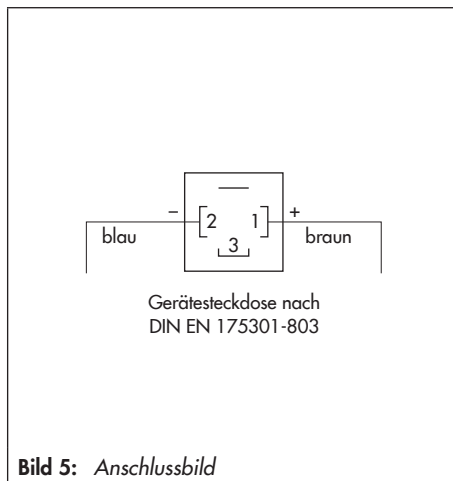 – 2 1 +
blau 3 braun
Gerätesteckdose nach
DIN EN 175301-803
Bild 5: Anschlussbild